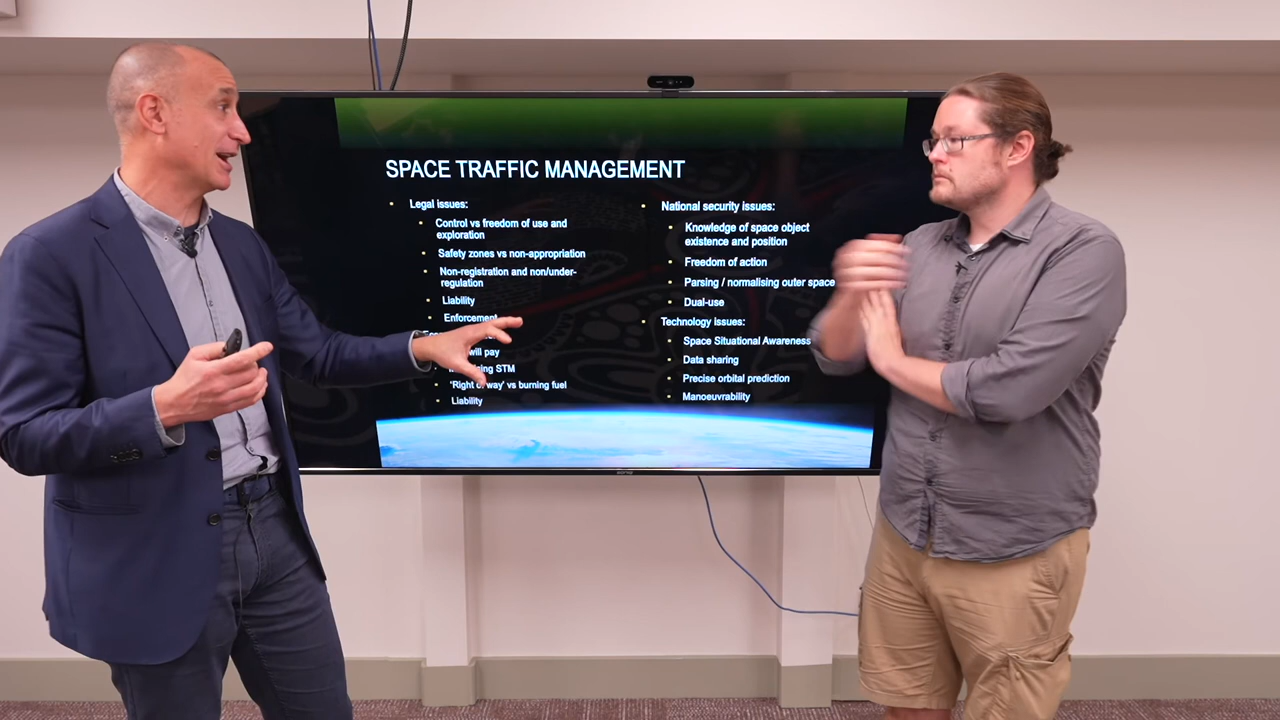 SPACE TRAFFIC MANAGEMENT
Legal issues:
Control vs freedom of use and
exploration
Safety zones vs non-appropriation
Non-registration and non/under-
regulation
Liability
Enforcement
will pay
STM
'Right of way' vs burning fuel
Liability
National security issues:
Knowledge of space object
existence and position
Freedom of action
Parsing / normalising outer space
Dual-use
Technology issues:
Space Situational Awareness
Data sharing
Precise orbital prediction
Manoeuvrability